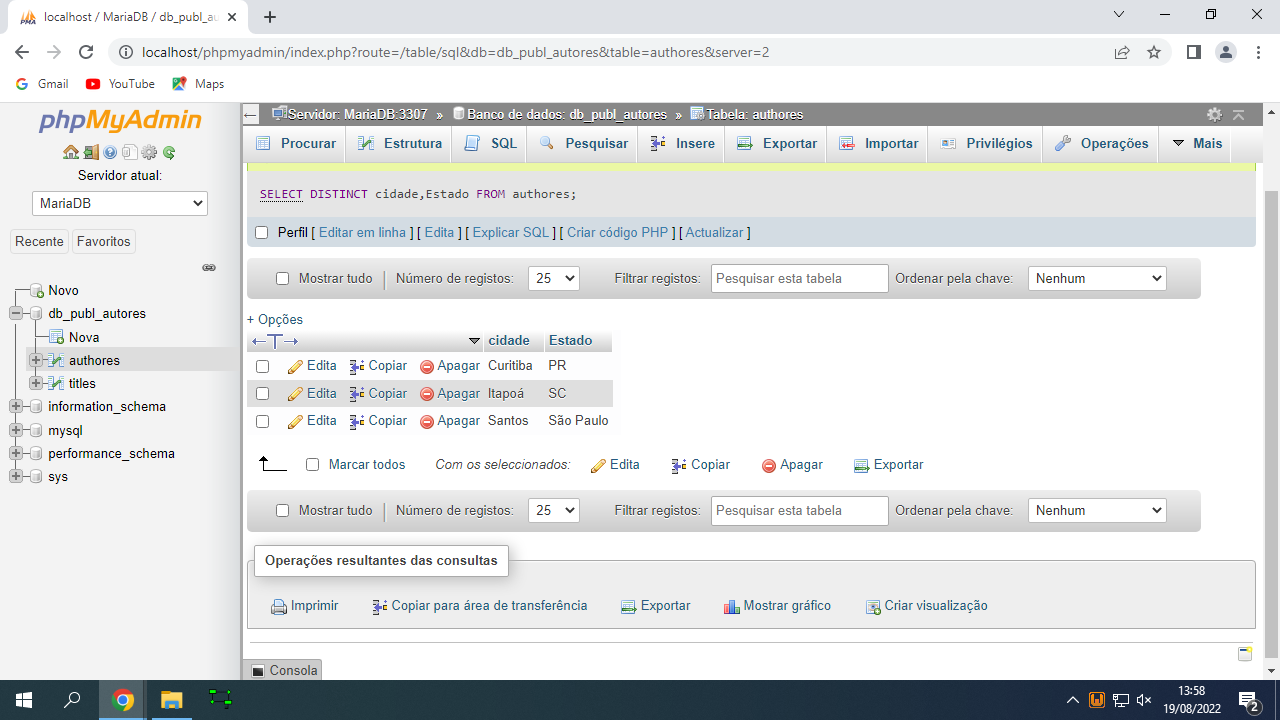 localhost / MariaDB / db_publ_au
localhost/phpmyadmin/index.php?route=/table/sql&db=db_publ_autores&table=authores&server=2
Gmail YouTube Maps
phpMyAdmin
Servidor atual:
MariaDB
Recente Favoritos
Novo
db_publ_autores
Nova
authores
titles
information_schema
mysql
performance_schema
sys
Servidor: MariaDB:3307 » Banco de dados: db_publ_autores » Tabela: authores
Procurar Estrutura SQL Pesquisar Insere Exportar Importar Privilégios Operações Mais
SELECT DISTINCT cidade,Estado FROM authores;
Perfil [ Editar em linha ] [ Edita ] [ Explicar SQL ] [ Criar código PHP ] [ Actualizar ]
Mostrar tudo Número de registos: 25 Filtrar registos: Pesquisar esta tabela Ordenar pela chave: Nenhum
+ Opções
cidade Estado
Edita Copiar Apagar Curitiba PR
Edita Copiar Apagar Itapoá SC
Edita Copiar Apagar Santos São Paulo
Marcar todos Com os seleccionados: Edita Copiar Apagar Exportar
Mostrar tudo Número de registos: 25 Filtrar registos: Pesquisar esta tabela Ordenar pela chave: Nenhum
Operações resultantes das consultas
Imprimir Copiar para área de transferência Exportar Mostrar gráfico Criar visualização
Consola
13:58
19/08/2022
2